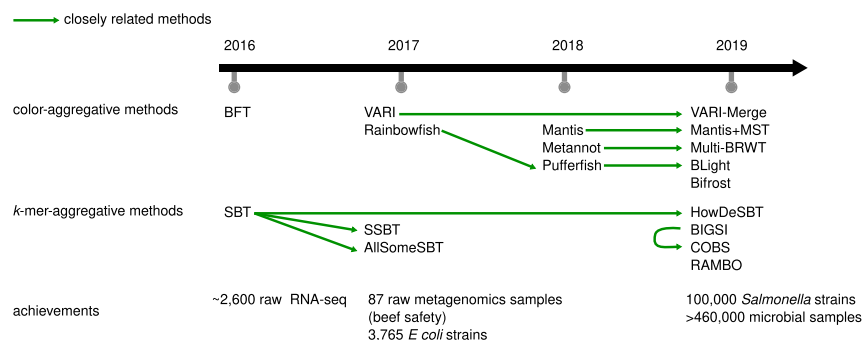 closely related methods
2016 2017 2018 2019
color-aggregative methods BFT VARI VARI-Merge
Rainbowfish Mantis Mantis+MST
Metannot Multi-BRWT
Pufferfish BLight
Bifrost
k-mer-aggregative methods SBT HowDeSBT
SSBT BIGSI
AllSomeSBT COBS
RAMBO
achievements ~2,600 raw RNA-seq 87 raw metagenomics samples 100,000 Salmonella strains
(beef safety) >460,000 microbial samples
3.765 E coli strains